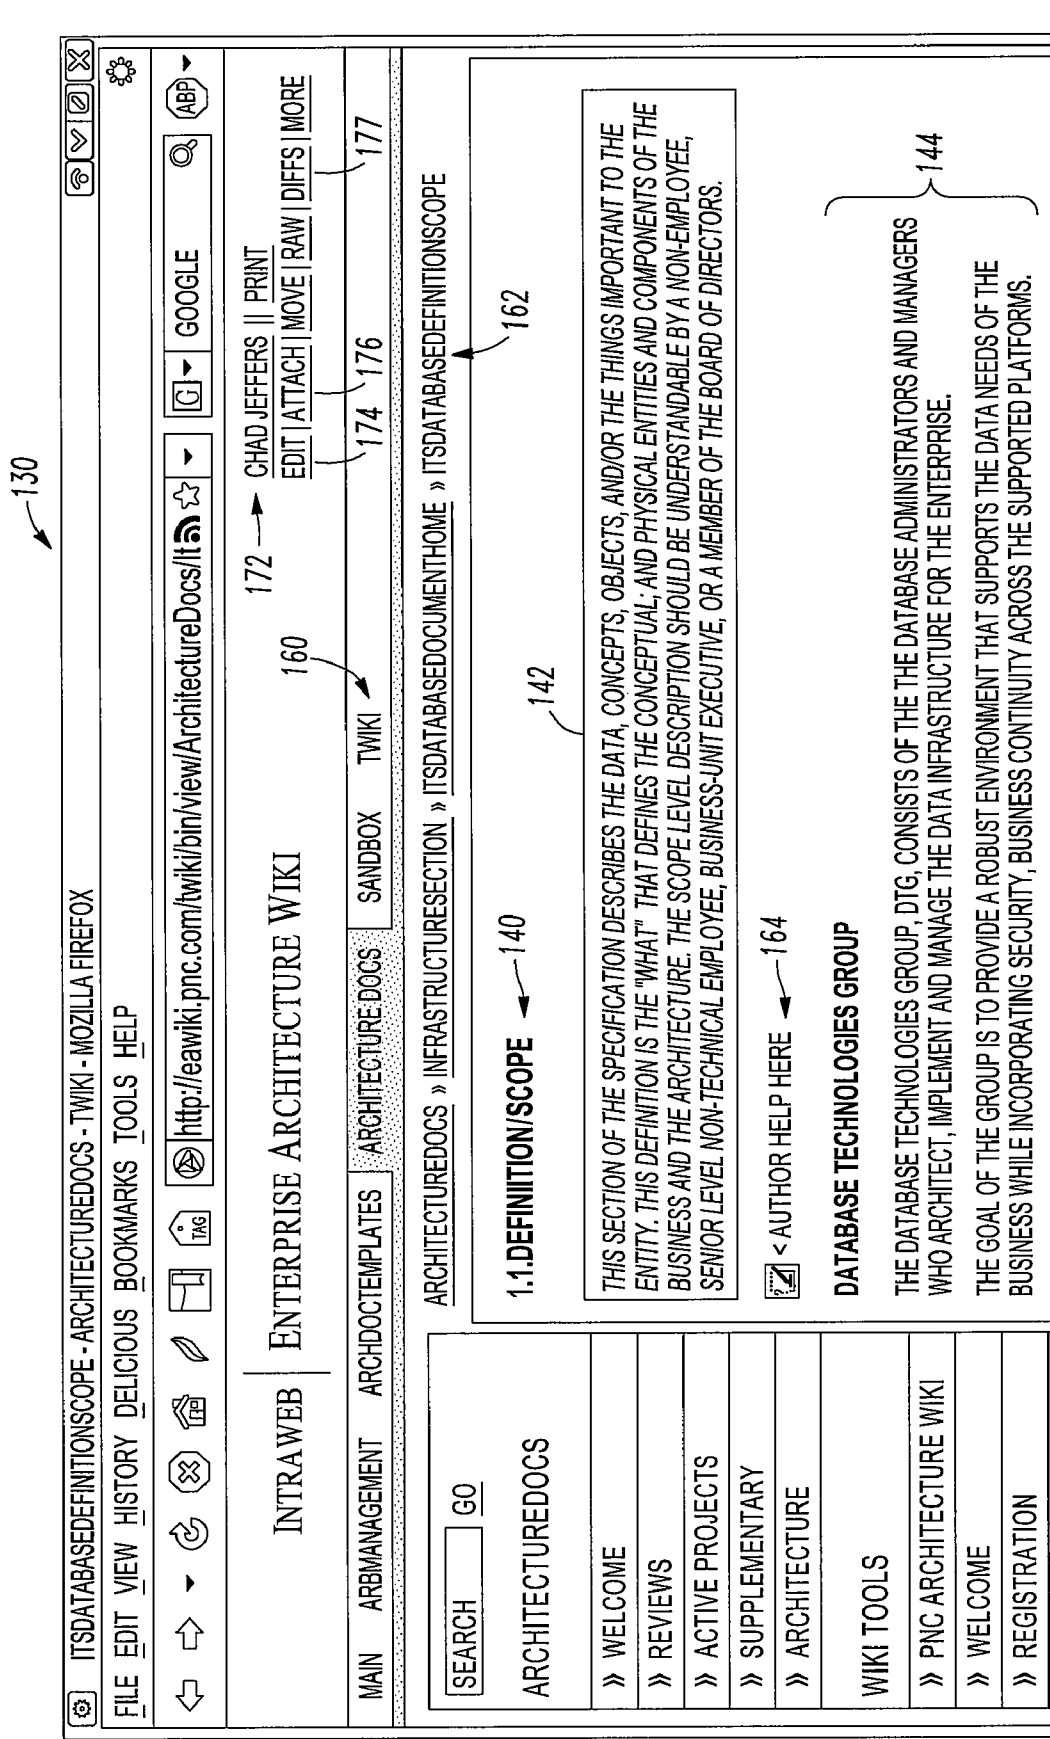 130
ITSDATABASEDEFINITIONSCOPE - ARCHITECTUREDOCS - TWIKI - MOZILLA FIREFOX
FILE EDIT VIEW HISTORY DELICIOUS BOOKMARKS TOOLS HELP
TAG http://eawiki.pnc.com/twiki/bin/view/ArchitectureDocs/It G GOOGLE ABP
172 CHAD JEFFERS || PRINT
INTRAWEB | ENTERPRISE ARCHITECTURE WIKI
EDIT | ATTACH | MOVE | RAW | DIFFS | MORE
160 174 176 177
MAIN ARBMANAGEMENT ARCHDOCTEMPLATES ARCHITECTURE DOCS SANDBOX TWIKI
ARCHITECTUREDOCS » INFRASTRUCTURESECTION » ITSDATABASEDOCUMENTHOME » ITSDATABASEDEFINITIONSCOPE
162
SEARCH GO
ARCHITECTUREDOCS
» WELCOME
» REVIEWS
» ACTIVE PROJECTS
» SUPPLEMENTARY
» ARCHITECTURE
WIKI TOOLS
» PNC ARCHITECTURE WIKI
» WELCOME
» REGISTRATION
1.1.DEFINIITION/SCOPE 140
142
THIS SECTION OF THE SPECIFICATION DESCRIBES THE DATA, CONCEPTS, OBJECTS, AND/OR THE THINGS IMPORTANT TO THE
ENTITY. THIS DEFINITION IS THE "WHAT" THAT DEFINES THE CONCEPTUAL; AND PHYSICAL ENTITIES AND COMPONENTS OF THE
BUSINESS AND THE ARCHITECTURE. THE SCOPE LEVEL DESCRIPTION SHOULD BE UNDERSTANDABLE BY A NON-EMPLOYEE,
SENIOR LEVEL NON-TECHNICAL EMPLOYEE, BUSINESS-UNIT EXECUTIVE, OR A MEMBER OF THE BOARD OF DIRECTORS.
< AUTHOR HELP HERE 164
DATABASE TECHNOLOGIES GROUP
144
THE DATABASE TECHNOLOGIES GROUP, DTG, CONSISTS OF THE THE DATABASE ADMINISTRATORS AND MANAGERS
WHO ARCHITECT, IMPLEMENT AND MANAGE THE DATA INFRASTRUCTURE FOR THE ENTERPRISE.
THE GOAL OF THE GROUP IS TO PROVIDE A ROBUST ENVIRONMENT THAT SUPPORTS THE DATA NEEDS OF THE
BUSINESS WHILE INCORPORATING SECURITY, BUSINESS CONTINUITY ACROSS THE SUPPORTED PLATFORMS.